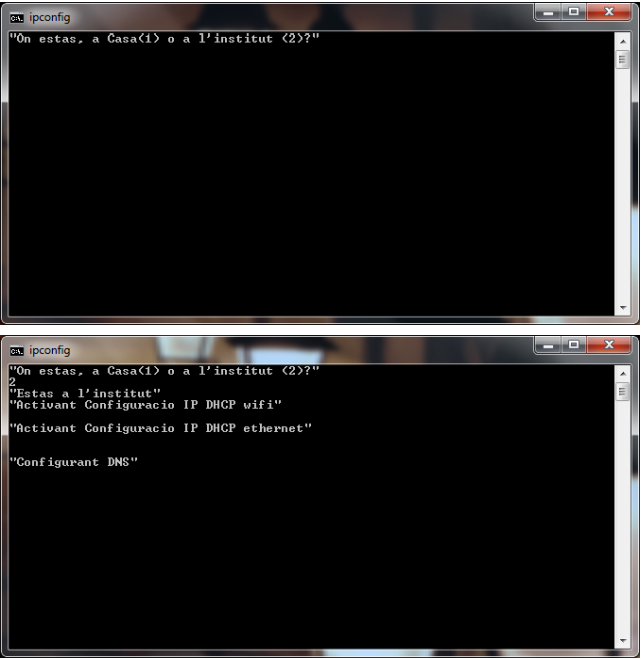 ipconfig
"On estas, a Casa(1) o a l'institut (2)?"
ipconfig
"On estas, a Casa(1) o a l'institut (2)?"
2
"Estas a l'institut"
"Activant Configuracio IP DHCP wifi"
"Activant Configuracio IP DHCP ethernet"
"Configurant DNS"